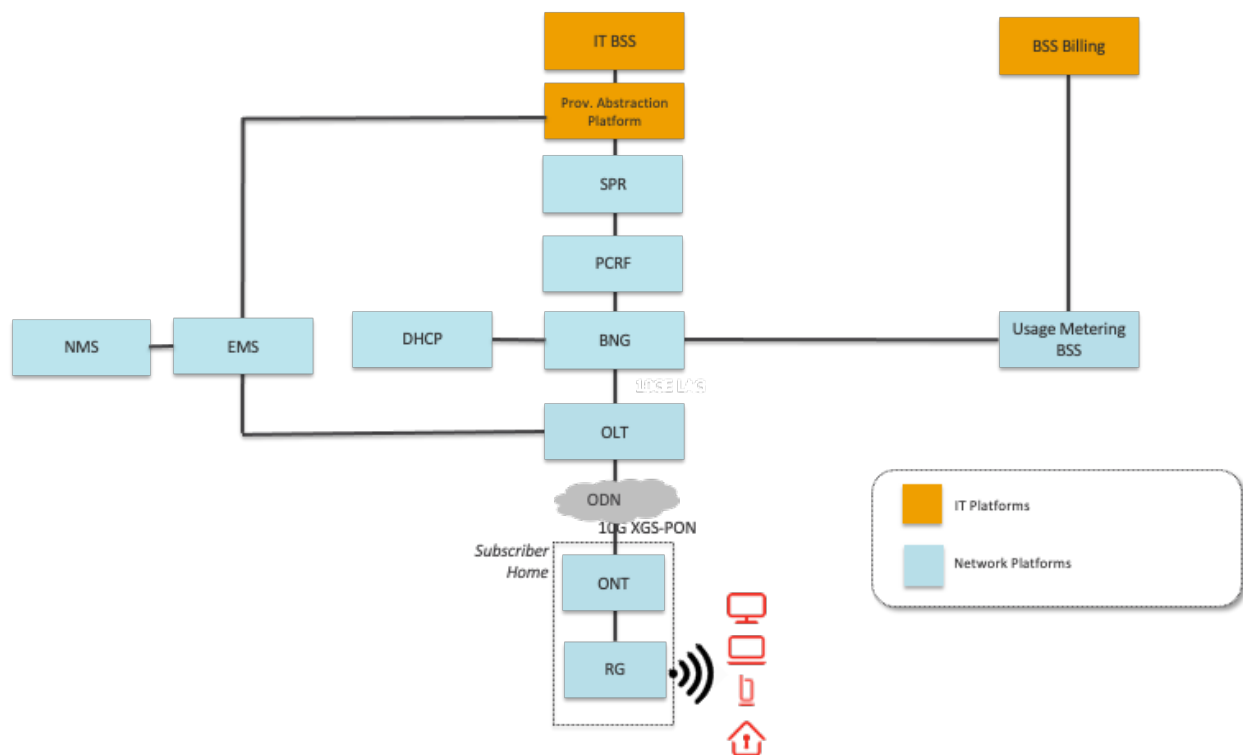 IT BSS
BSS Billing
Prov. Abstraction
Platform
SPR
PCRF
NMS
EMS
DHCP
BNG
Usage Metering
BSS
OLT
ODN
10G XGS-PON
Subscriber
Home
ONT
RG
IT Platforms
Network Platforms